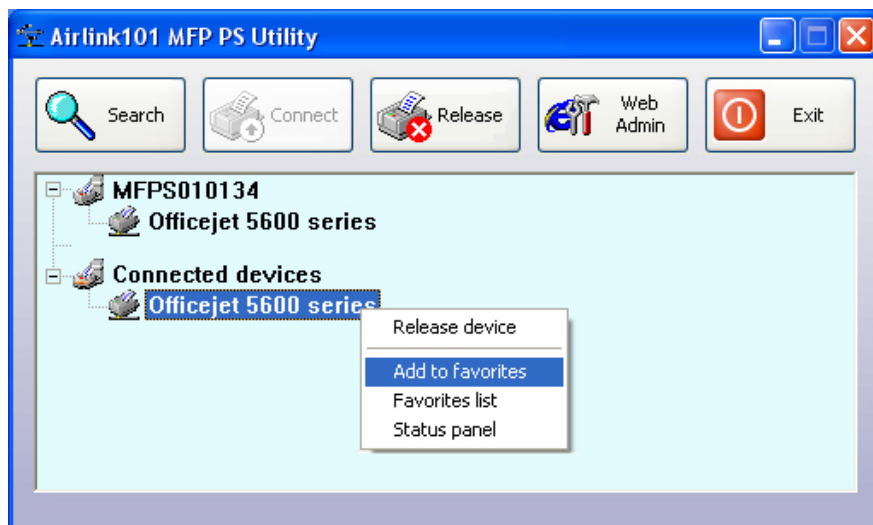 Airlink101 MFP PS Utility
Search
Connect
Release
Web
Admin
Exit
MFPS010134
Officejet 5600 series
Connected devices
Officejet 5600 series
Release device
Add to favorites
Favorites list
Status panel